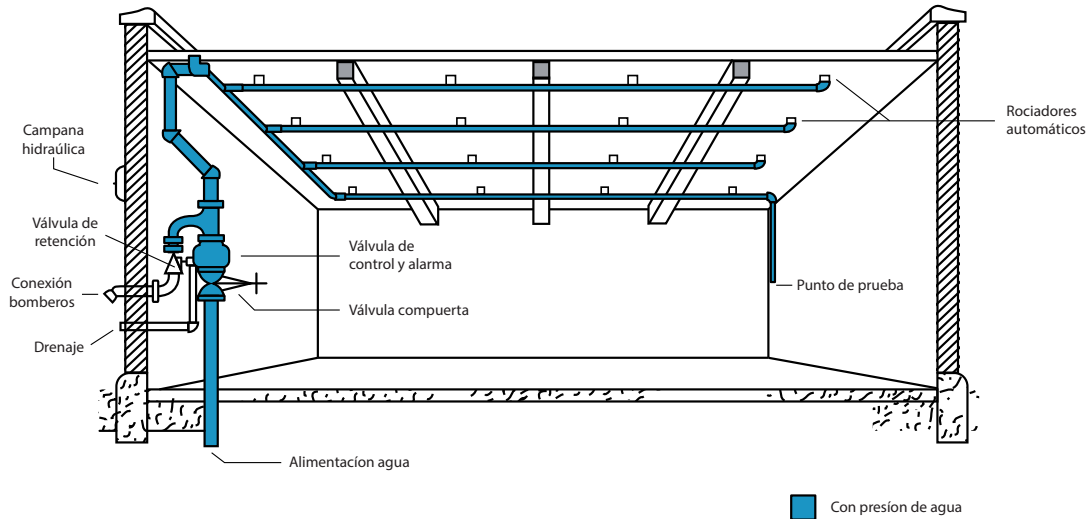 Campana
hidraúlica
Rociadores
automáticos
Válvula de
retención
Válvula de
control y alarma
Conexión
bomberos
Punto de prueba
Válvula compuerta
Drenaje
Alimentacíon agua
Con presíon de agua